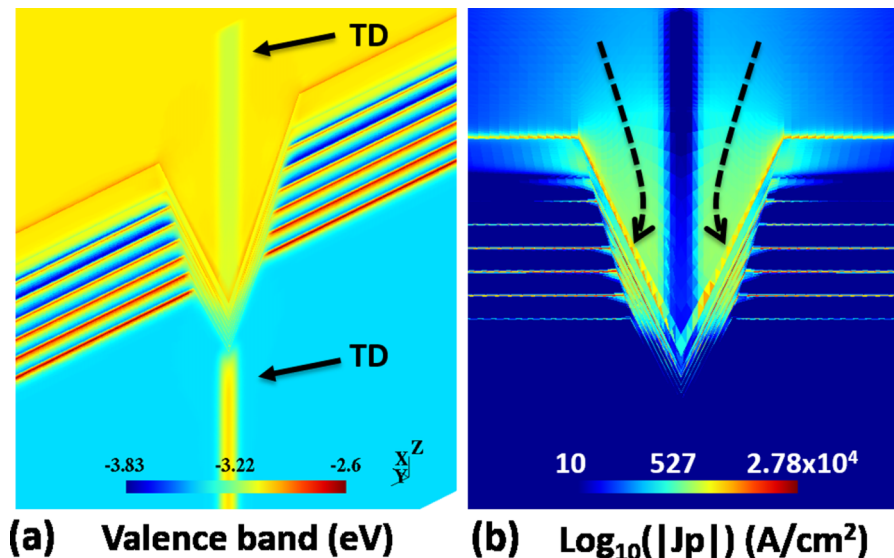 TD
TD
-3.83 -3.22 -2.6
X Z
Y
10 527 2.78x10⁴
(a) Valence band (eV)
(b) Log₁₀(|Jp|) (A/cm²)